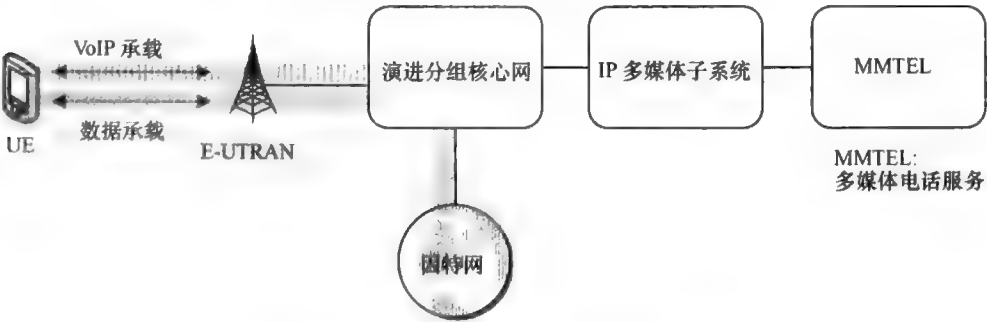 VoIP 承载
数据承载
UE
E-UTRAN
演进分组核心网
IP 多媒体子系统
MMTEL
MMTEL:
多媒体电话服务
因特网